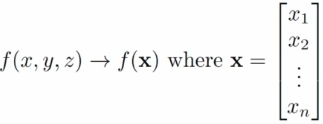 f(x, y, z) → f(𝐱) where 𝐱 = [x₁ x₂ ⋮ xₙ]